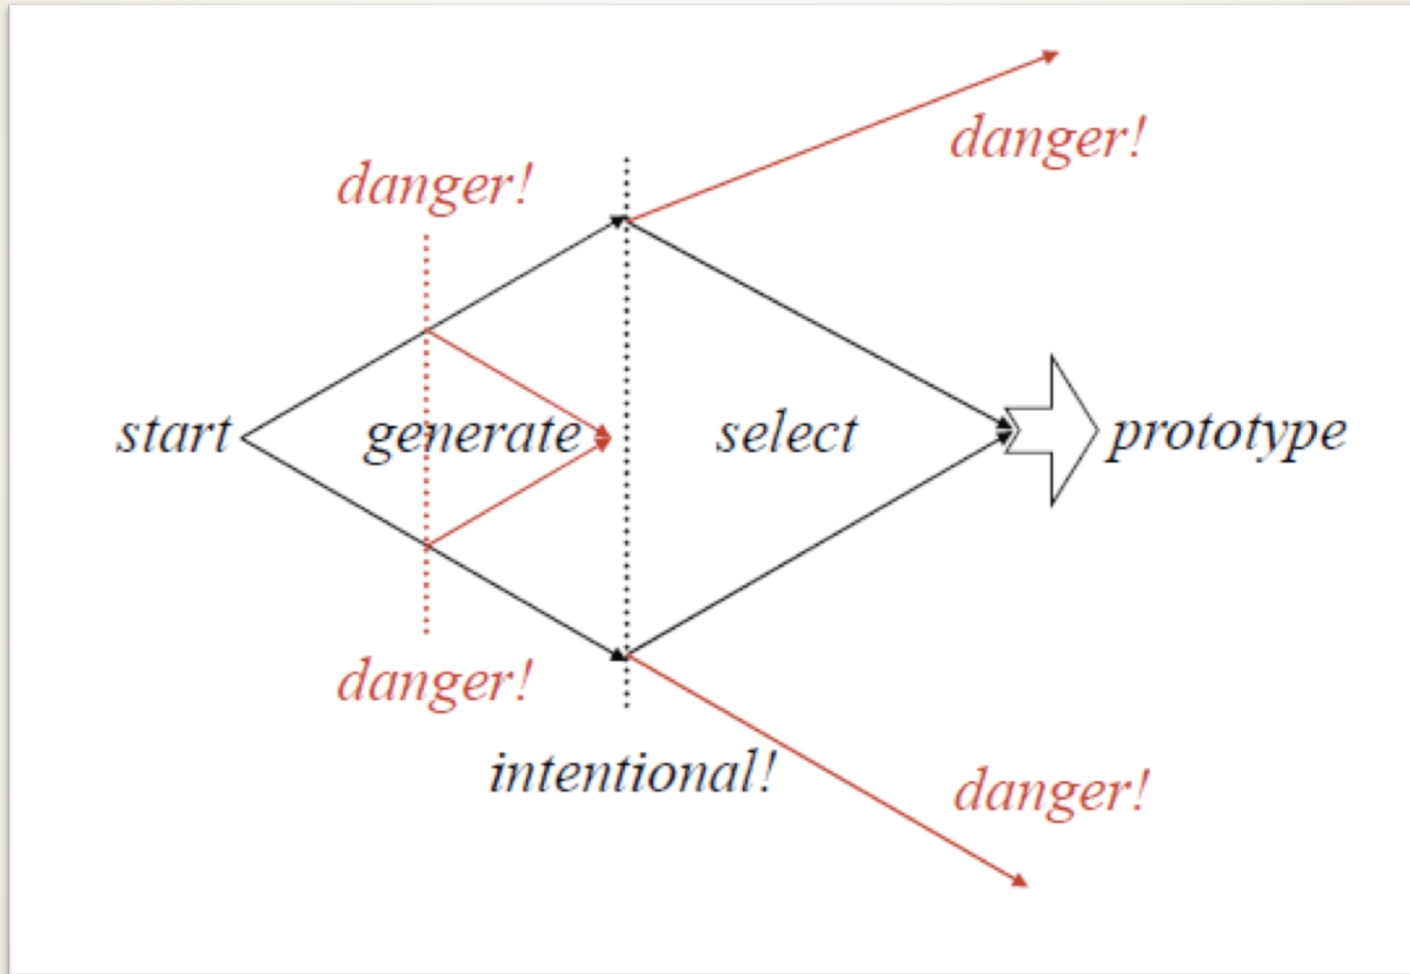 danger!
danger!
start
generate
select
prototype
danger!
intentional!
danger!